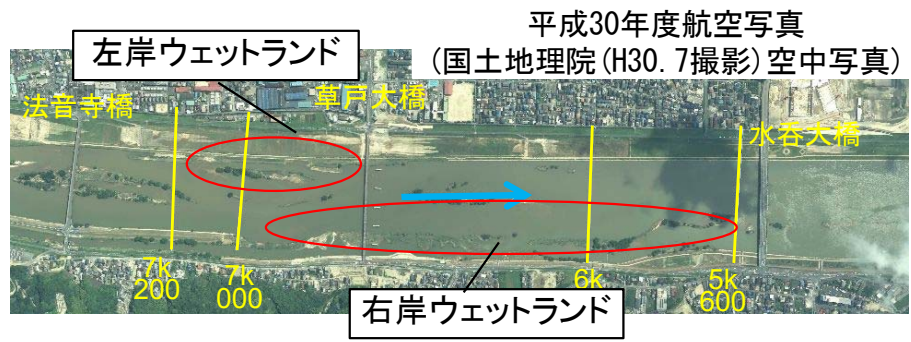 平成30年度航空写真
(国土地理院(H30.7撮影)空中写真)
左岸ウェットランド
法音寺橋
草戸大橋
水呑大橋
7k
200
7k
000
6k
5k
600
右岸ウェットランド